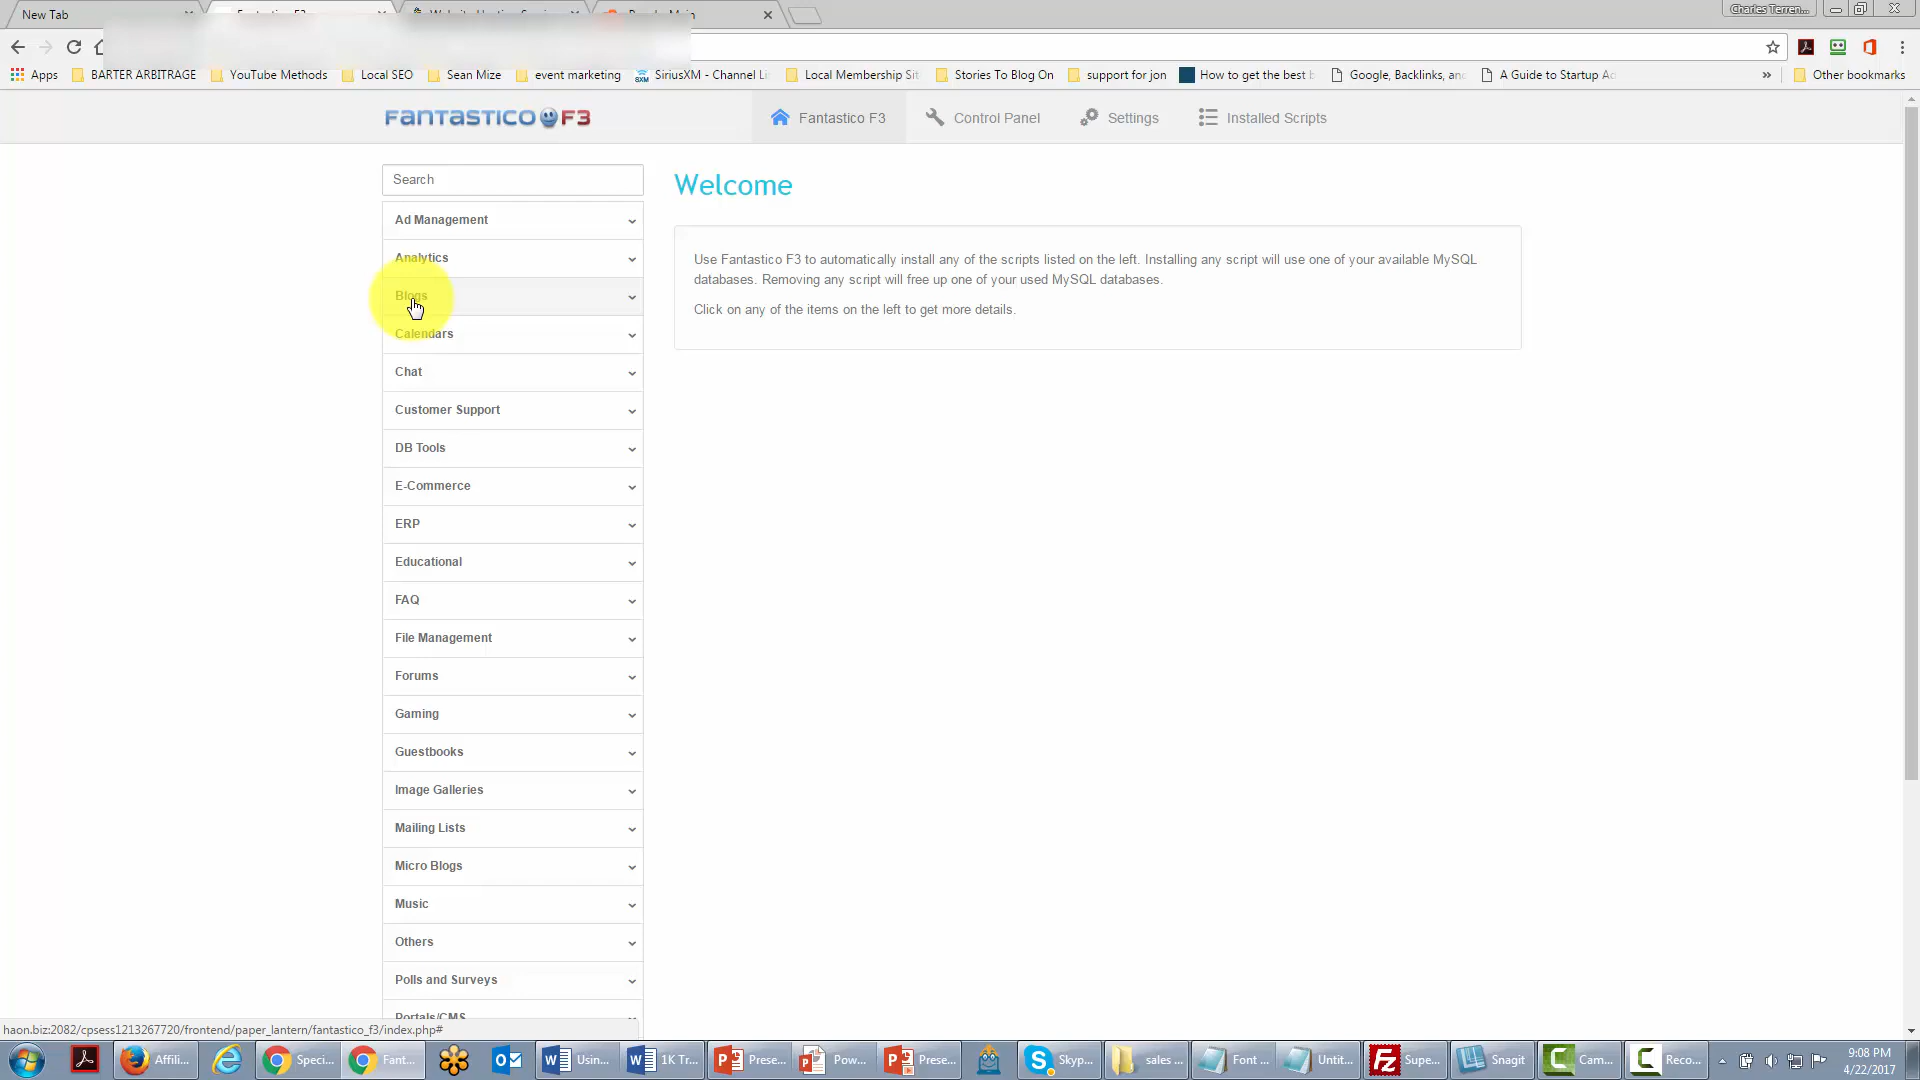 New Tab
Charles Terren...
Apps BARTER ARBITRAGE YouTube Methods Local SEO Sean Mize event marketing SiriusXM - Channel Li Local Membership Sit Stories To Blog On support for jon How to get the best b Google, Backlinks, anc A Guide to Startup Ad » Other bookmarks
FANTASTICO F3 Fantastico F3 Control Panel Settings Installed Scripts
Search
Welcome
Ad Management
Analytics
Use Fantastico F3 to automatically install any of the scripts listed on the left. Installing any script will use one of your available MySQL
databases. Removing any script will free up one of your used MySQL databases.
Blogs
Click on any of the items on the left to get more details.
Calendars
Chat
Customer Support
DB Tools
E-Commerce
ERP
Educational
FAQ
File Management
Forums
Gaming
Guestbooks
Image Galleries
Mailing Lists
Micro Blogs
Music
Others
Polls and Surveys
Portals/CMS
haon.biz:2082/cpsess1213267720/frontend/paper_lantern/fantastico_f3/index.php#
Affili... Speci... Fant... Usin... 1K Tr... Prese... Pow... Prese... Skyp... sales ... Font ... Untit... Supe... Snagit Cam... Reco...
9:08 PM
4/22/2017